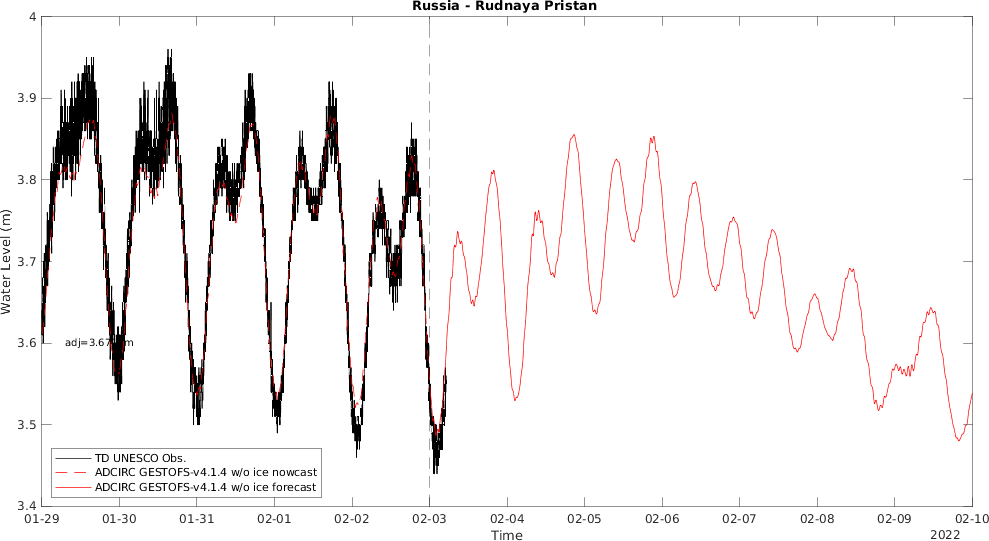 Russia - Rudnaya Pristan
Water Level (m)
4
3.9
3.8
3.7
3.6
3.5
3.4
adj=3.67 m
TD UNESCO Obs.
ADCIRC GESTOFS-v4.1.4 w/o ice nowcast
ADCIRC GESTOFS-v4.1.4 w/o ice forecast
01-29 01-30 01-31 02-01 02-02 02-03 02-04 02-05 02-06 02-07 02-08 02-09 02-10
Time
2022